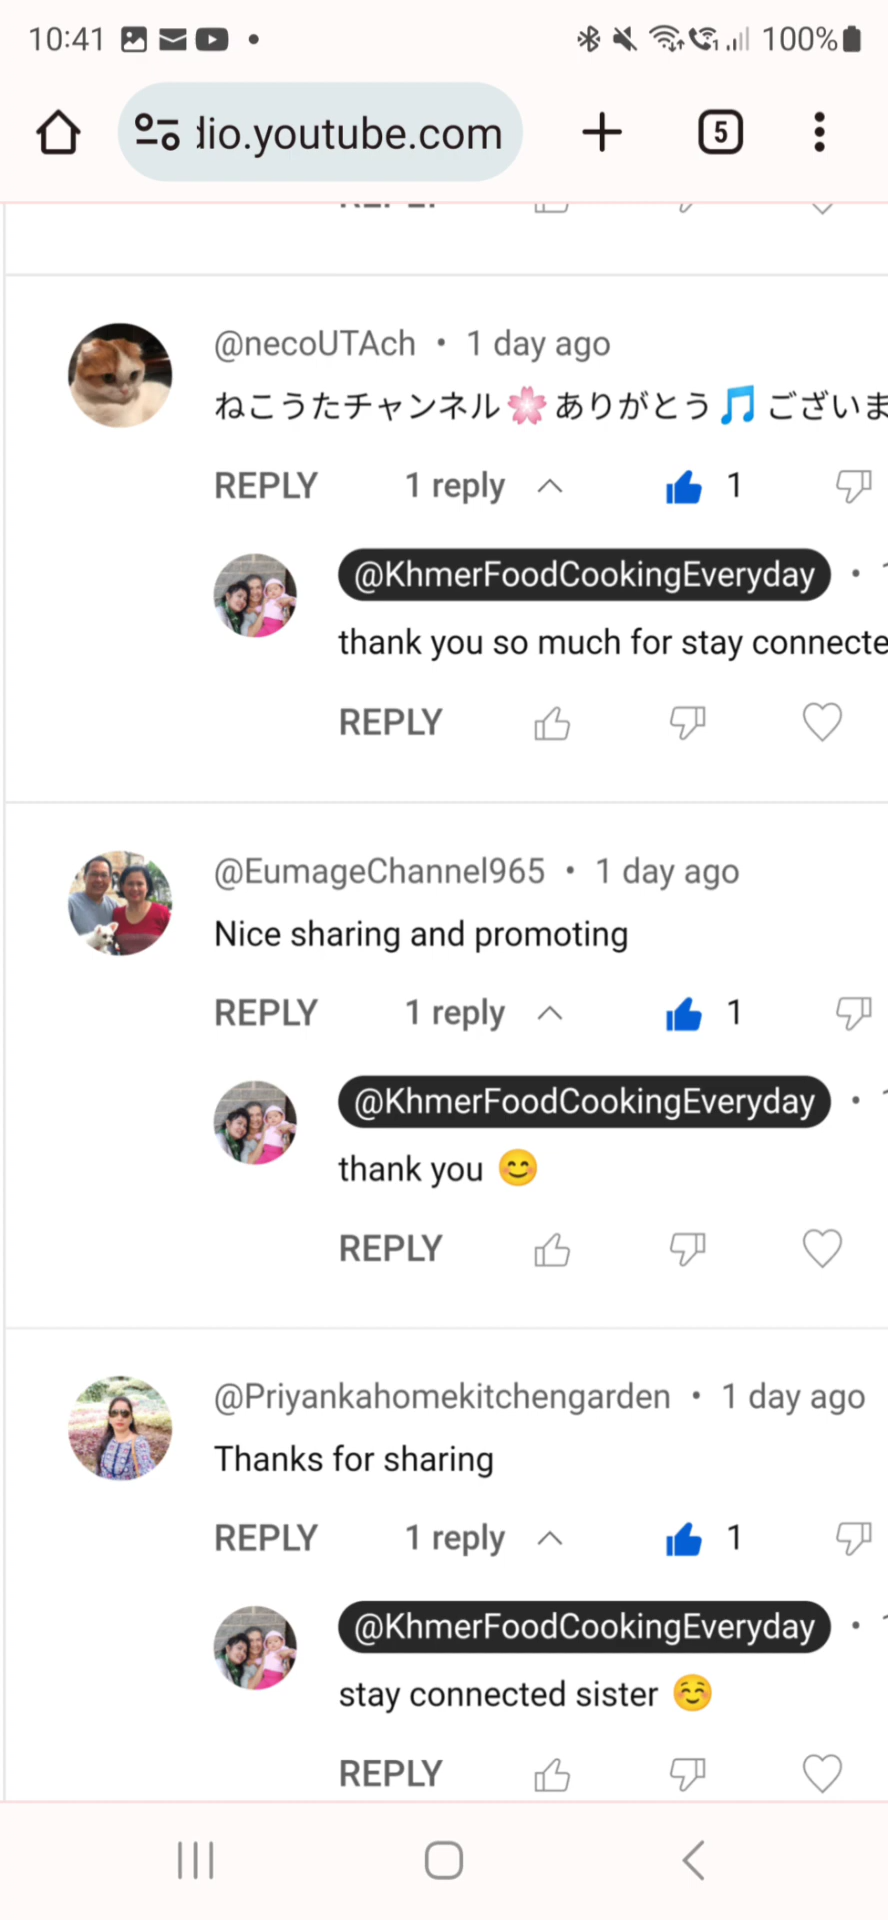 10:41
100%
dio.youtube.com
5
REPLY
@necoUTAch • 1 day ago
ねこうたチャンネル🌸ありがとう🎵ございま
REPLY 1 reply 1
@KhmerFoodCookingEveryday •
thank you so much for stay connecte
REPLY
@EumageChannel965 • 1 day ago
Nice sharing and promoting
REPLY 1 reply 1
@KhmerFoodCookingEveryday •
thank you 😊
REPLY
@Priyankahomekitchengarden • 1 day ago
Thanks for sharing
REPLY 1 reply 1
@KhmerFoodCookingEveryday •
stay connected sister ☺️
REPLY